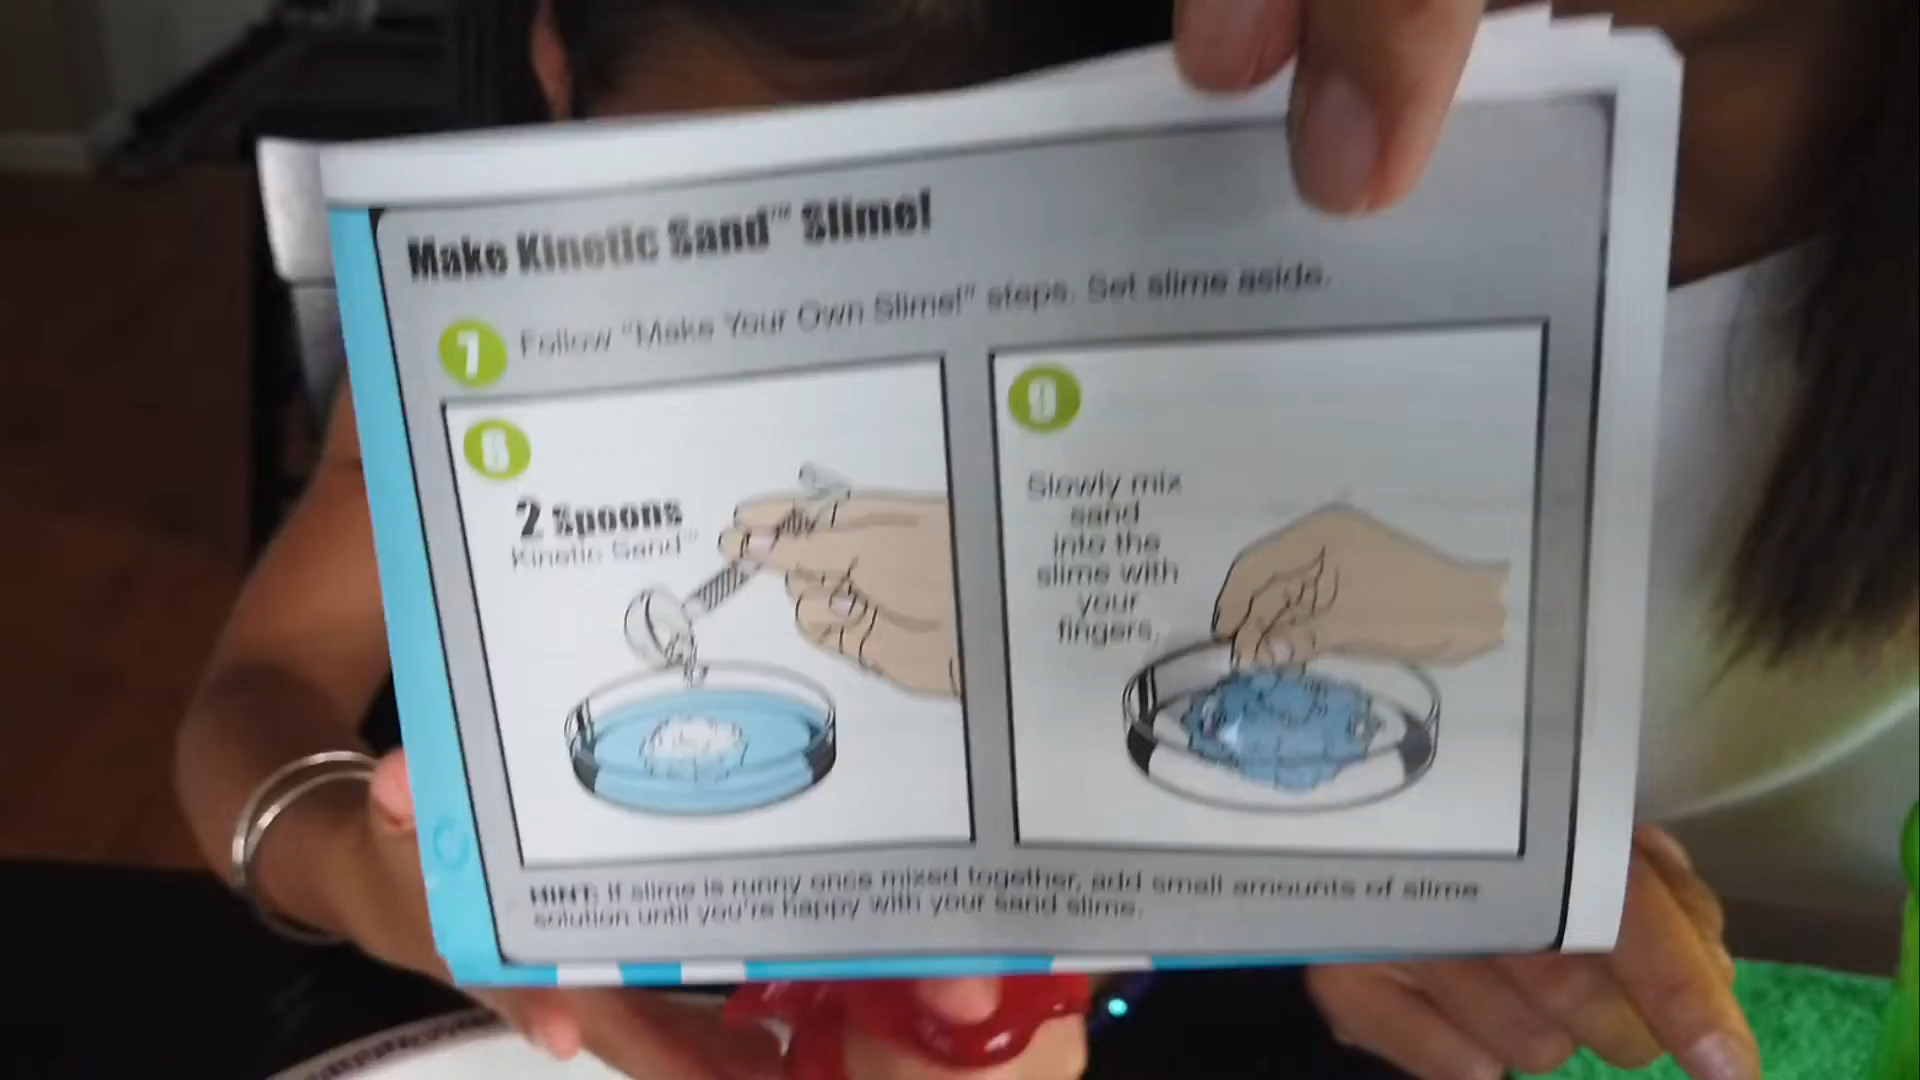 Make Kinetic Sand™ Slime!
7 Follow "Make Your Own Slime!" steps. Set slime aside.
8
2 Spoons
Kinetic Sand™
9
Slowly mix
sand
into the
slime with
your
fingers.
HINT: If slime is runny once mixed together, add small amounts of slime
solution until you're happy with your sand slime.